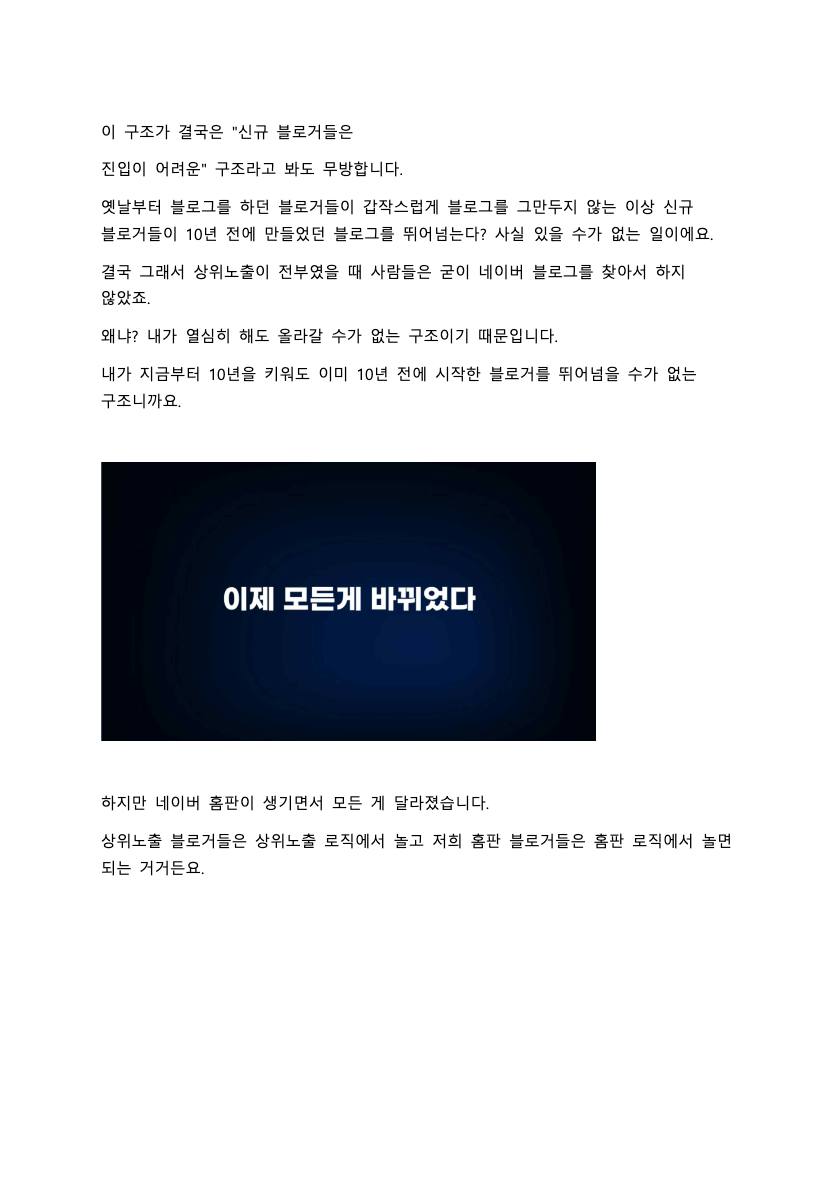 이 구조가 결국은 "신규 블로거들은
진입이 어려운" 구조라고 봐도 무방합니다.
옛날부터 블로그를 하던 블로거들이 갑작스럽게 블로그를 그만두지 않는 이상 신규
블로거들이 10년 전에 만들었던 블로그를 뛰어넘는다? 사실 있을 수가 없는 일이에요.
결국 그래서 상위노출이 전부였을 때 사람들은 굳이 네이버 블로그를 찾아서 하지
않았죠.
왜냐? 내가 열심히 해도 올라갈 수가 없는 구조이기 때문입니다.
내가 지금부터 10년을 키워도 이미 10년 전에 시작한 블로거를 뛰어넘을 수가 없는
구조니까요.
이제 모든게 바뀌었다
하지만 네이버 홈판이 생기면서 모든 게 달라졌습니다.
상위노출 블로거들은 상위노출 로직에서 놀고 저희 홈판 블로거들은 홈판 로직에서 놀면
되는 거거든요.